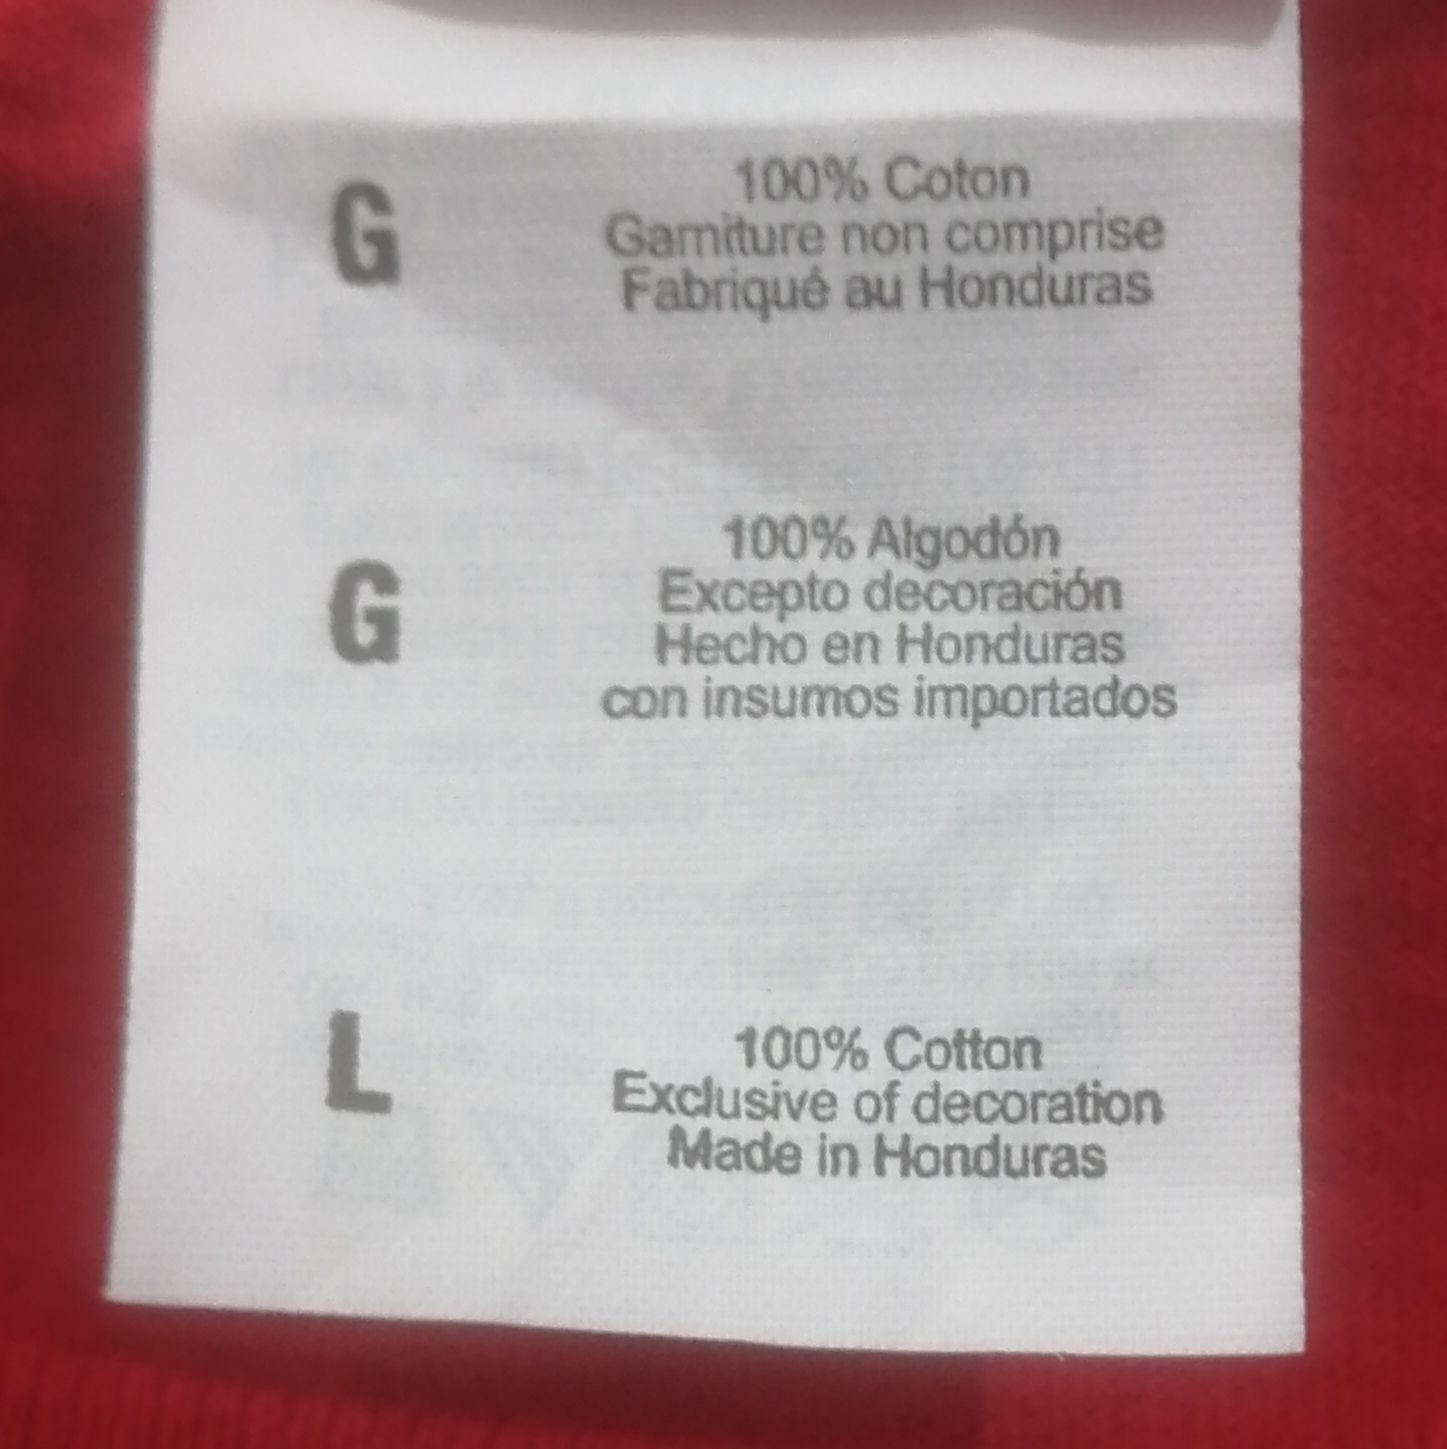 G
100% Coton
Garniture non comprise
Fabriqué au Honduras
G
100% Algodón
Excepto decoración
Hecho en Honduras
con insumos importados
L
100% Cotton
Exclusive of decoration
Made in Honduras